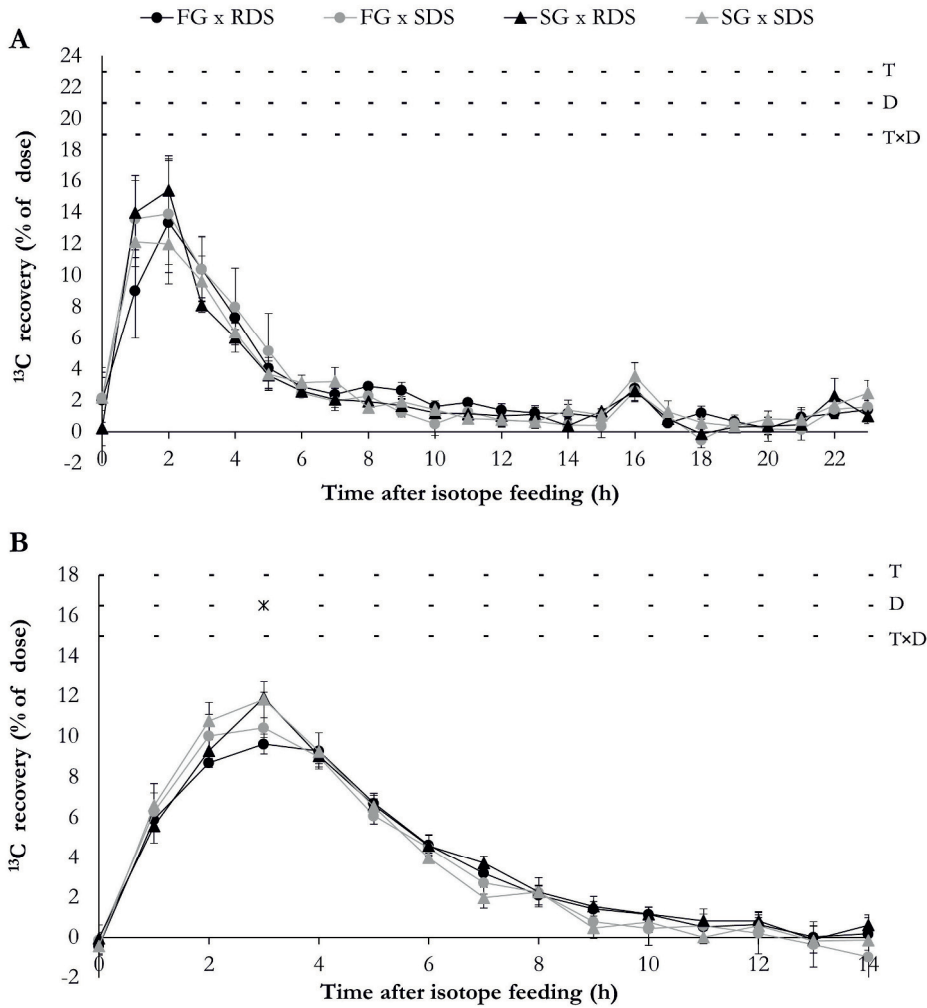 FG x RDS FG x SDS SG x RDS SG x SDS
A
24
22
20
18
16
14
12
10
8
6
4
2
0
-2
T
D
T×D
¹³C recovery (% of dose)
0 2 4 6 8 10 12 14 16 18 20 22
Time after isotope feeding (h)
B
18
16
14
12
10
8
6
4
2
0
-2
T
D
T×D
¹³C recovery (% of dose)
0 2 4 6 8 10 12 14
Time after isotope feeding (h)